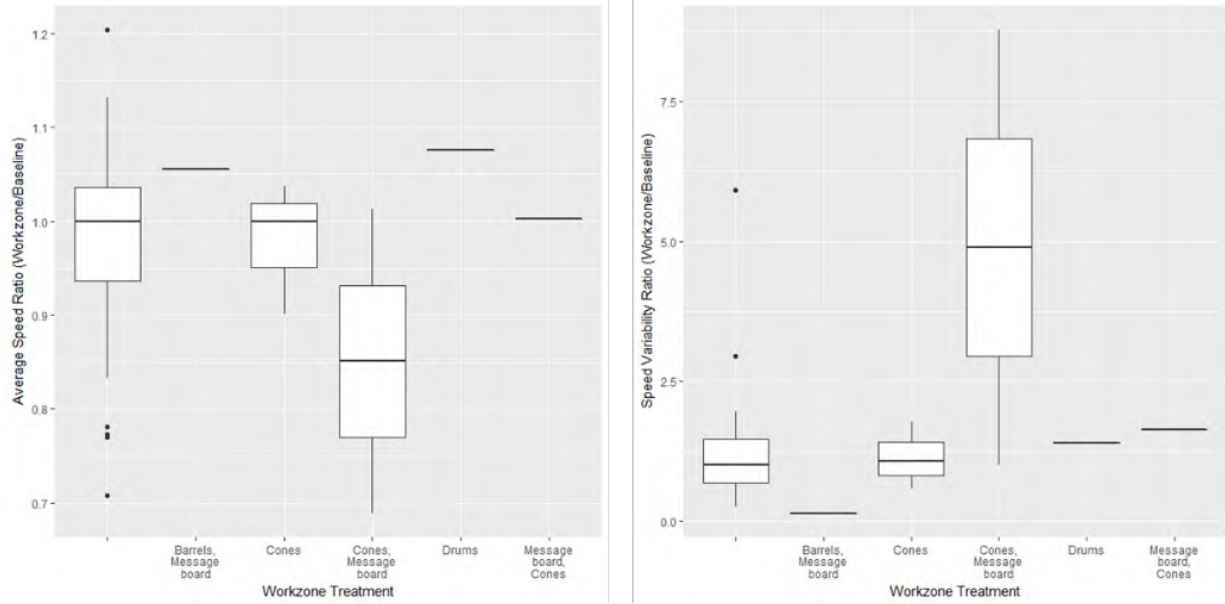 Average Speed Ratio (Workzone/Baseline)
1.2
1.1
1.0
0.9
0.8
0.7
Barrels,
Message
board
Cones
Cones,
Message
board
Drums
Message
board,
Cones
Workzone Treatment
Speed Variability Ratio (Workzone/Baseline)
7.5
5.0
2.5
0.0
Barrels,
Message
board
Cones
Cones,
Message
board
Drums
Message
board,
Cones
Workzone Treatment